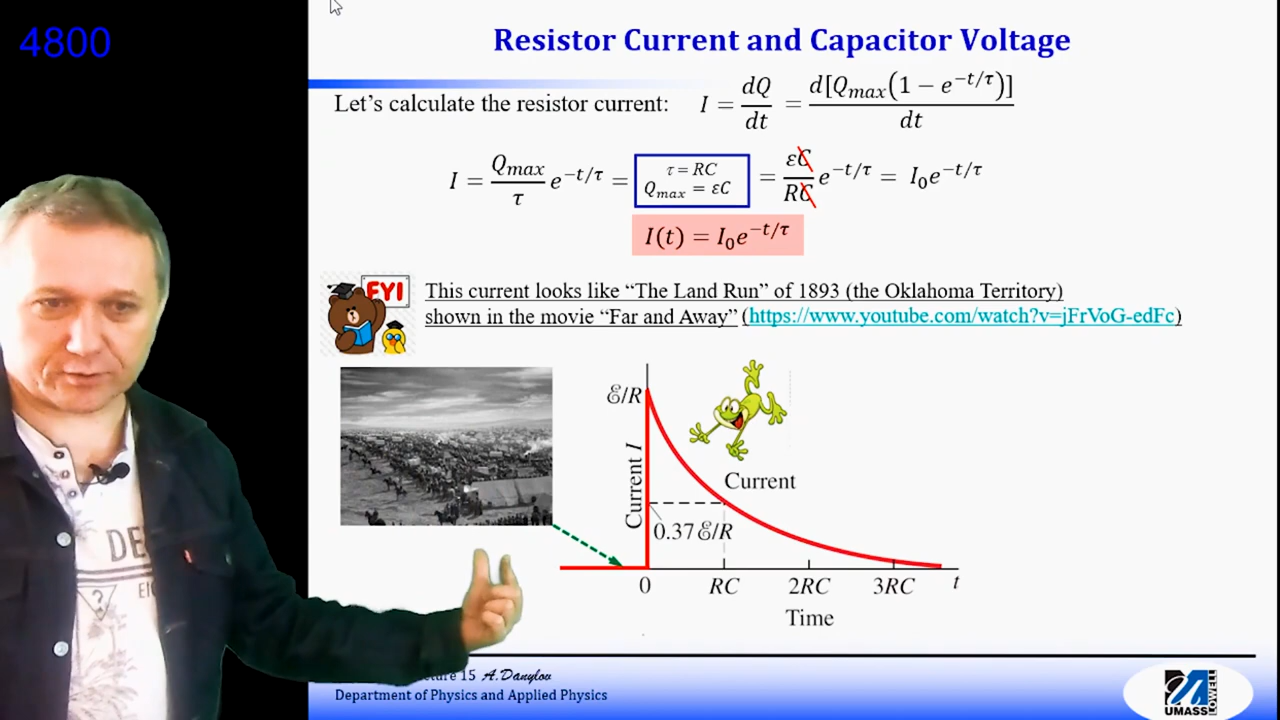 4800
Resistor Current and Capacitor Voltage
Let's calculate the resistor current: I = dQ/dt = d[Q_max(1 − e^{−t/τ})]/dt
I = Q_max/τ e^{−t/τ} = τ = RC Q_max = εC = εC/RC e^{−t/τ} = I₀e^{−t/τ}
I(t) = I₀e^{−t/τ}
FYI
This current looks like “The Land Run” of 1893 (the Oklahoma Territory)
shown in the movie “Far and Away” (https://www.youtube.com/watch?v=jFrVoG-edFc)
ℰ/R
Current I
Current
0.37 ℰ/R
0 RC 2RC 3RC t
Time
15 A.Danylov
Department of Physics and Applied Physics
UMASS
LOWELL